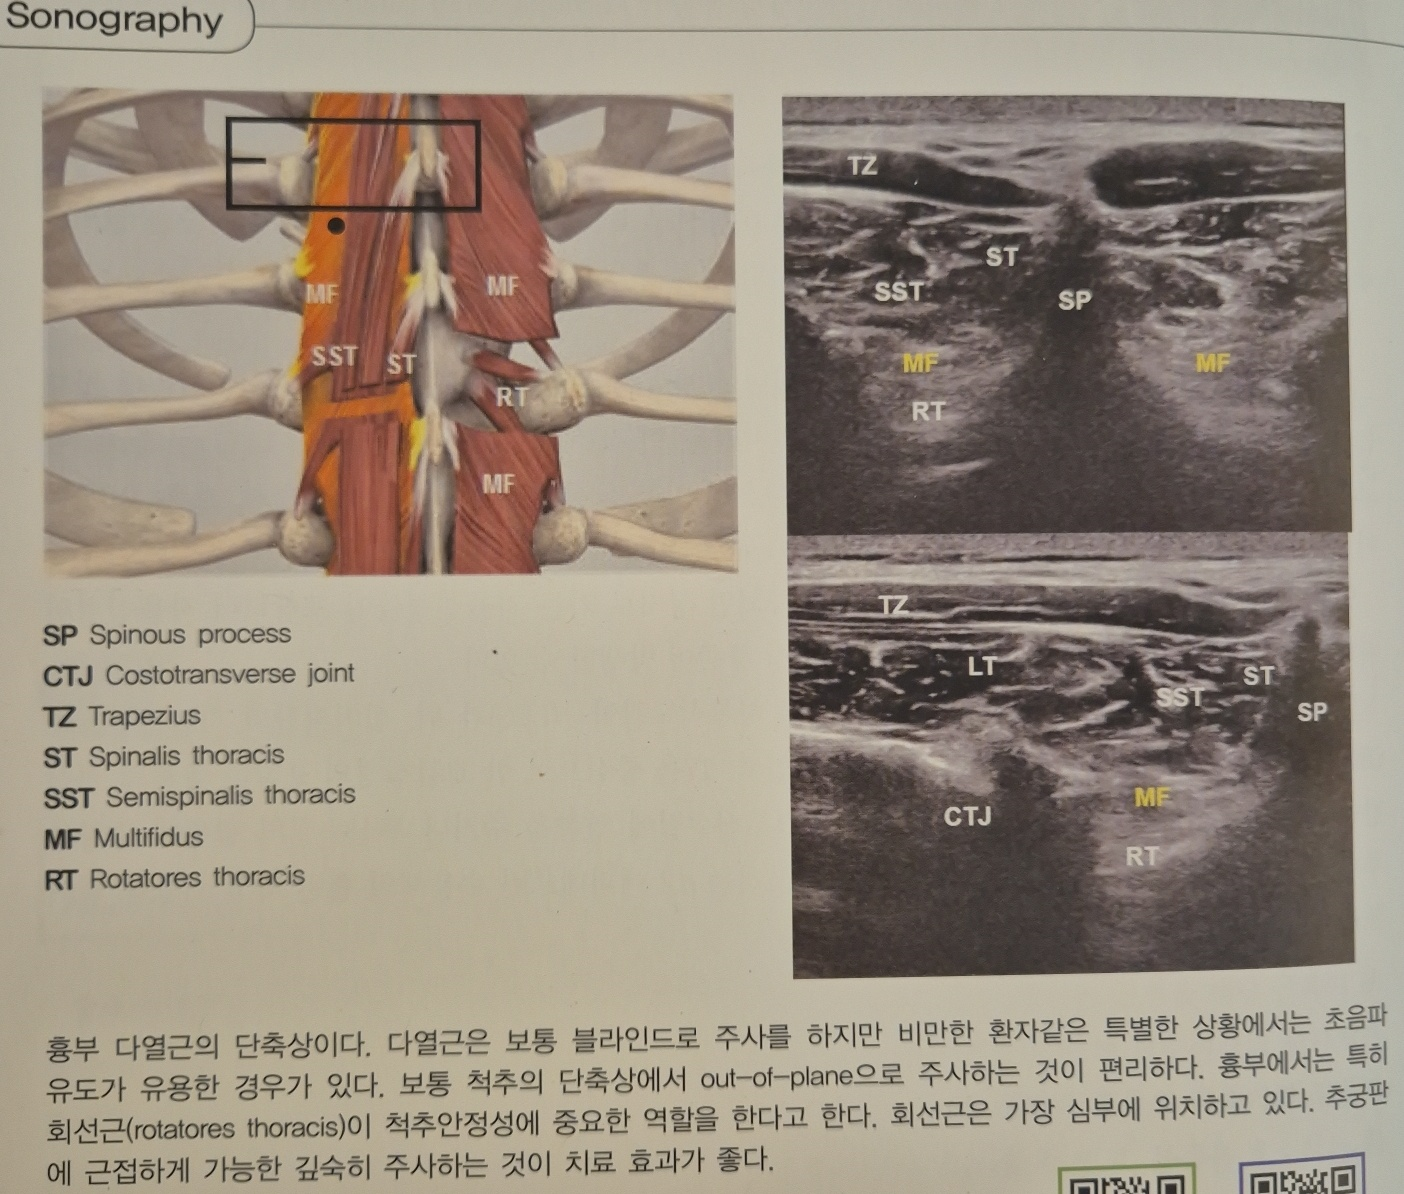 Sonography
MF
MF
SST
ST
RT
MF
TZ
ST
SST
SP
MF
MF
RT
TZ
LT
ST
SST
SP
MF
CTJ
RT
SP Spinous process
CTJ Costotransverse joint
TZ Trapezius
ST Spinalis thoracis
SST Semispinalis thoracis
MF Multifidus
RT Rotatores thoracis
흉부 다열근의 단축상이다. 다열근은 보통 블라인드로 주사를 하지만 비만한 환자같은 특별한 상황에서는 초음파
유도가 유용한 경우가 있다. 보통 척추의 단축상에서 out-of-plane으로 주사하는 것이 편리하다. 흉부에서는 특히
회선근(rotatores thoracis)이 척추안정성에 중요한 역할을 한다고 한다. 회선근은 가장 심부에 위치하고 있다. 추궁판
에 근접하게 가능한 깊숙히 주사하는 것이 치료 효과가 좋다.